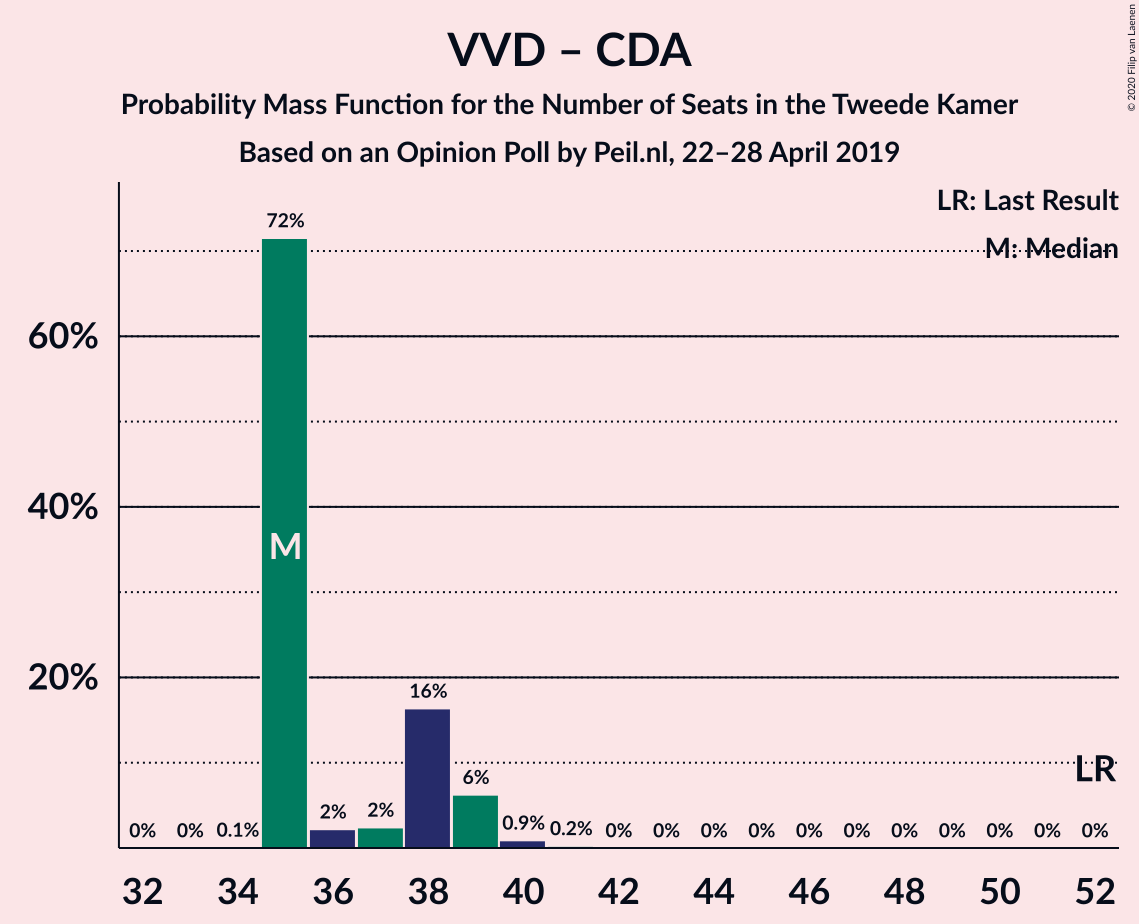 VVD – CDA
Probability Mass Function for the Number of Seats in the Tweede Kamer
Based on an Opinion Poll by Peil.nl, 22–28 April 2019
© 2020 Filip van Laenen
LR: Last Result
M: Median
72%
60%
40%
M
20%
16%
LR
6%
2%
2%
0.9%
0.2%
0% 0% 0.1% 0% 0% 0% 0% 0% 0% 0% 0% 0% 0% 0%
32 34 36 38 40 42 44 46 48 50 52